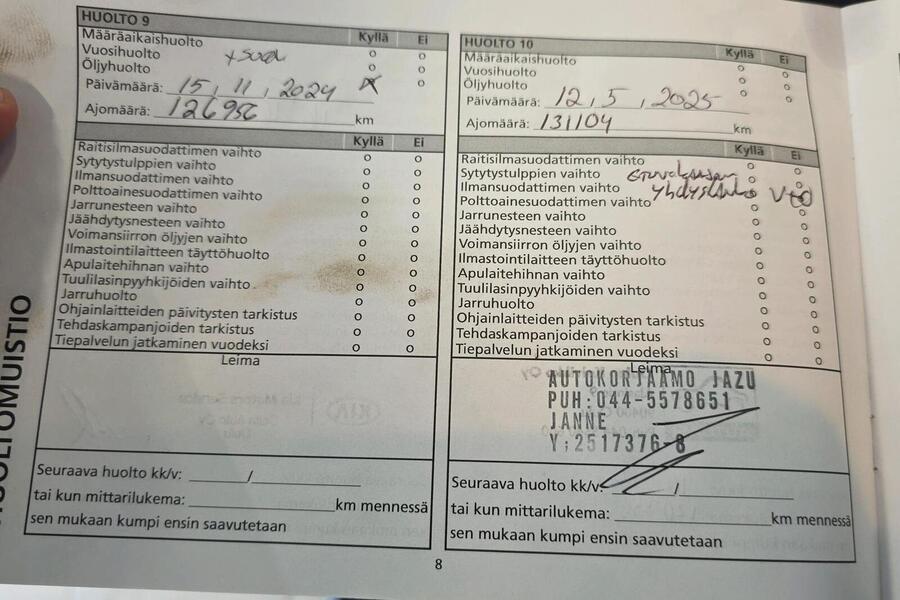 HUOLTO 9 Kyllä Ei
Määräaikaishuolto
Vuosihuolto
Öljyhuolto
Päivämäärä: 15, 11, 2024
Ajomäärä: 126956 km
Kyllä Ei
Raitisilmasuodattimen vaihto
Sytytystulppien vaihto
Ilmansuodattimen vaihto
Polttoainesuodattimen vaihto
Jarrunesteen vaihto
Jäähdytysnesteen vaihto
Voimansiirron öljyjen vaihto
Ilmastointilaitteen täyttöhuolto
Apulaitehihnan vaihto
Tuulilasinpyyhkijöiden vaihto
Jarruhuolto
Ohjainlaitteiden päivitysten tarkistus
Tehdaskampanjoiden tarkistus
Tiepalvelun jatkaminen vuodeksi
Leima
Seuraava huolto kk/v: /
tai kun mittarilukema: km mennessä
sen mukaan kumpi ensin saavutetaan
HUOLTO 10 Kyllä Ei
Määräaikaishuolto
Vuosihuolto
Öljyhuolto
Päivämäärä: 12, 5, 2025
Ajomäärä: 131104 km
Kyllä Ei
Raitisilmasuodattimen vaihto
Sytytystulppien vaihto
Ilmansuodattimen vaihto
Polttoainesuodattimen vaihto
Jarrunesteen vaihto
Jäähdytysnesteen vaihto
Voimansiirron öljyjen vaihto
Ilmastointilaitteen täyttöhuolto
Apulaitehihnan vaihto
Tuulilasinpyyhkijöiden vaihto
Jarruhuolto
Ohjainlaitteiden päivitysten tarkistus
Tehdaskampanjoiden tarkistus
Tiepalvelun jatkaminen vuodeksi
Leima
AUTOKORJAAMO JAZU
PUH:044-5578651
JANNE
Y;2517376-8
Seuraava huolto kk/v: /
tai kun mittarilukema: km mennessä
sen mukaan kumpi ensin saavutetaan
8